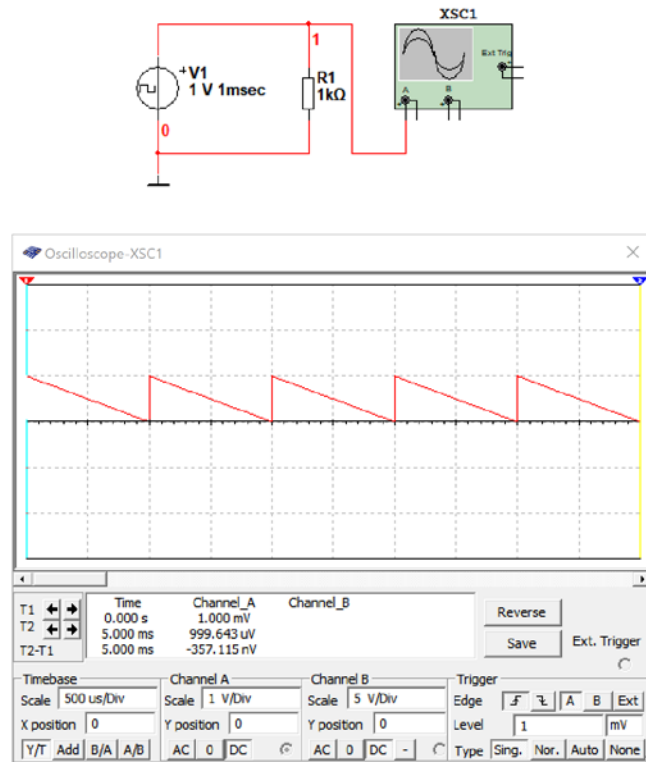 XSC1
1
Ext Trig
+
+V1
1 V 1msec
R1
1kΩ
A
B
0
Oscilloscope-XSC1
T1
T2
T2-T1
Time Channel_A Channel_B
0.000 s 1.000 mV
5.000 ms 999.643 uV
5.000 ms -357.115 nV
Reverse
Save
Ext. Trigger
Timebase
Scale 500 us/Div
X position 0
Y/T Add B/A A/B
Channel A
Scale 1 V/Div
Y position 0
AC 0 DC
Channel B
Scale 5 V/Div
Y position 0
AC 0 DC -
Trigger
Edge A B Ext
Level 1 mV
Type Sing. Nor. Auto None